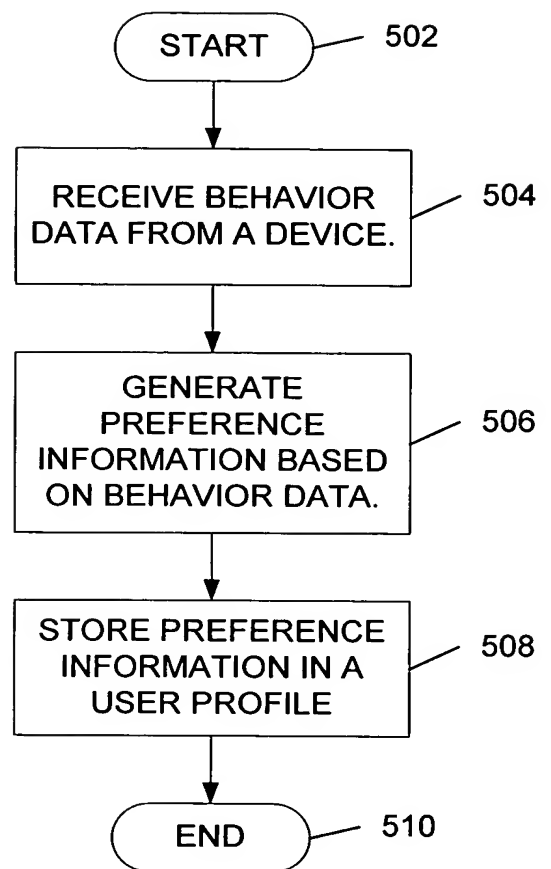 START
502
RECEIVE BEHAVIOR
DATA FROM A DEVICE.
504
GENERATE
PREFERENCE
INFORMATION BASED
ON BEHAVIOR DATA.
506
STORE PREFERENCE
INFORMATION IN A
USER PROFILE
508
END
510